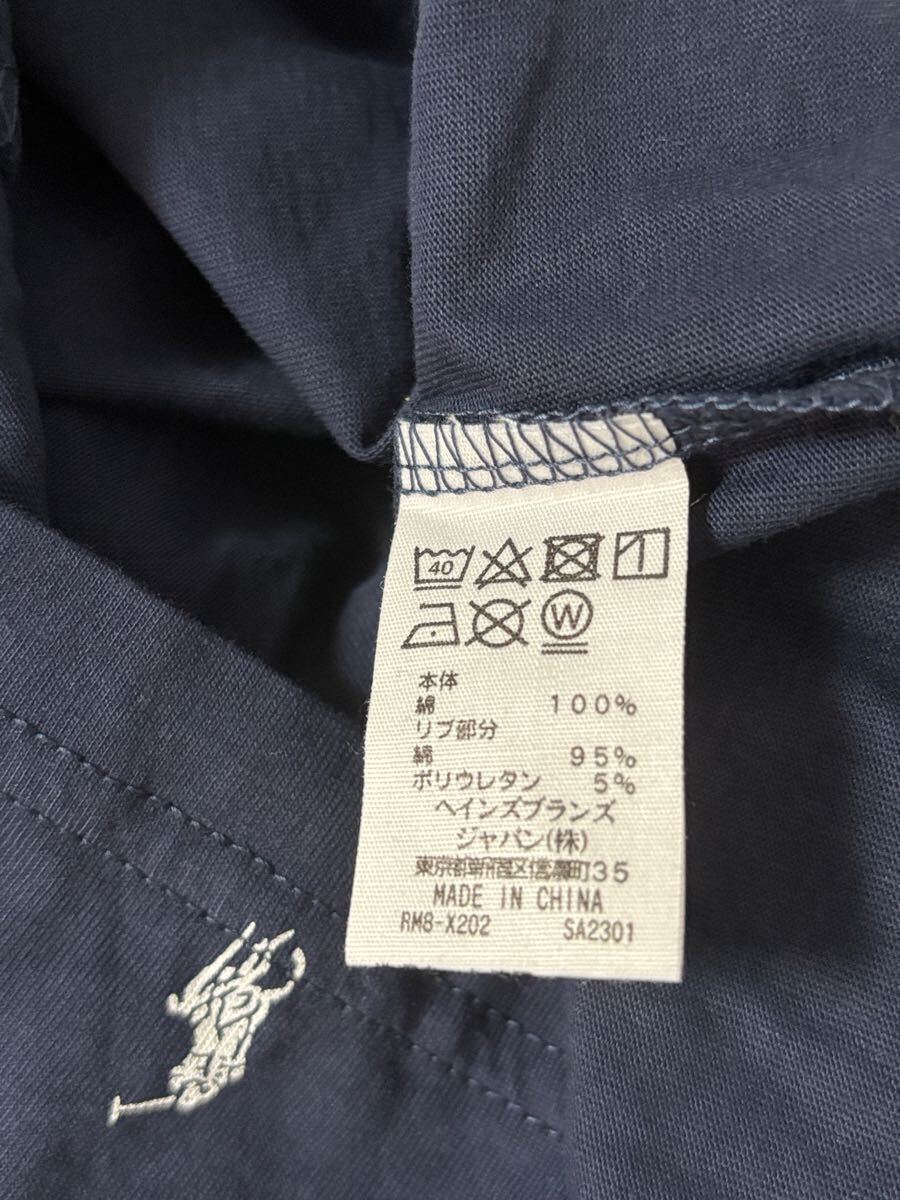 40
W
本体
綿 100%
リブ部分
綿 95%
ポリウレタン 5%
ヘインズブランズ
ジャパン(株)
東京都新宿区信濃町35
MADE IN CHINA
RM8-X202 SA2301